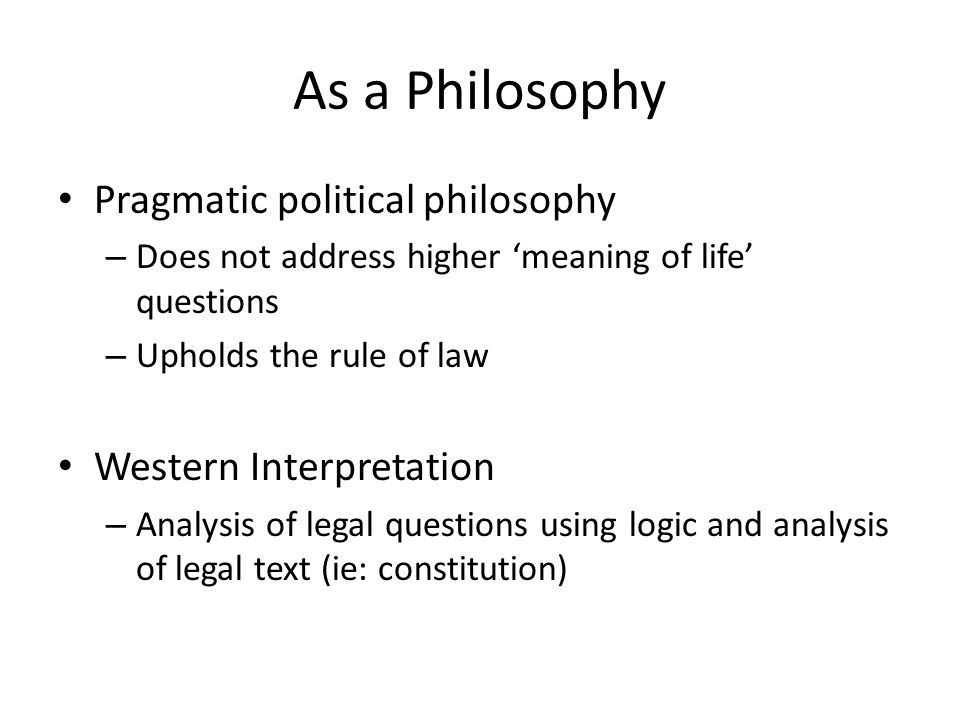 As a Philosophy
• Pragmatic political philosophy
– Does not address higher ‘meaning of life’
questions
– Upholds the rule of law
• Western Interpretation
– Analysis of legal questions using logic and analysis
of legal text (ie: constitution)